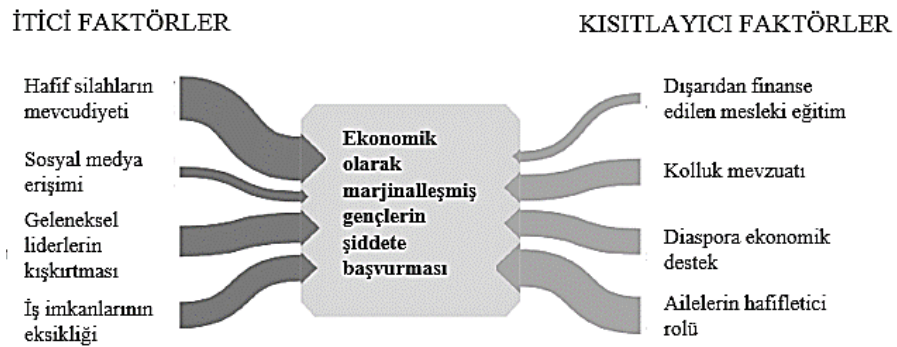 İTİCİ FAKTÖRLER
Hafif silahların
mevcudiyeti
Sosyal medya
erişimi
Geleneksel
liderlerin
kışkırtması
İş imkanlarının
eksikliği
Ekonomik
olarak
marjinalleşmiş
gençlerin
şiddete
başvurması
KISITLAYICI FAKTÖRLER
Dışarıdan finanse
edilen mesleki eğitim
Kolluk mevzuatı
Diaspora ekonomik
destek
Ailelerin hafifletici
rolü